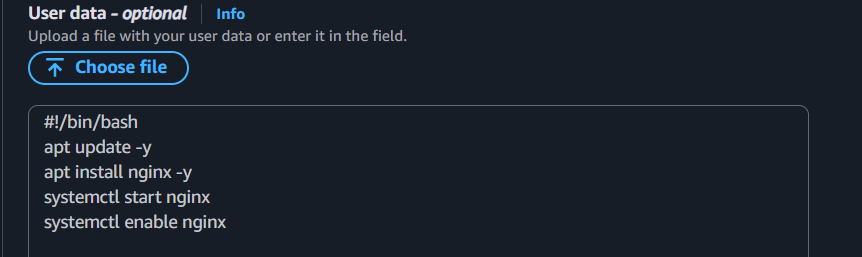 User data - optional Info
Upload a file with your user data or enter it in the field.
Choose file
#!/bin/bash
apt update -y
apt install nginx -y
systemctl start nginx
systemctl enable nginx